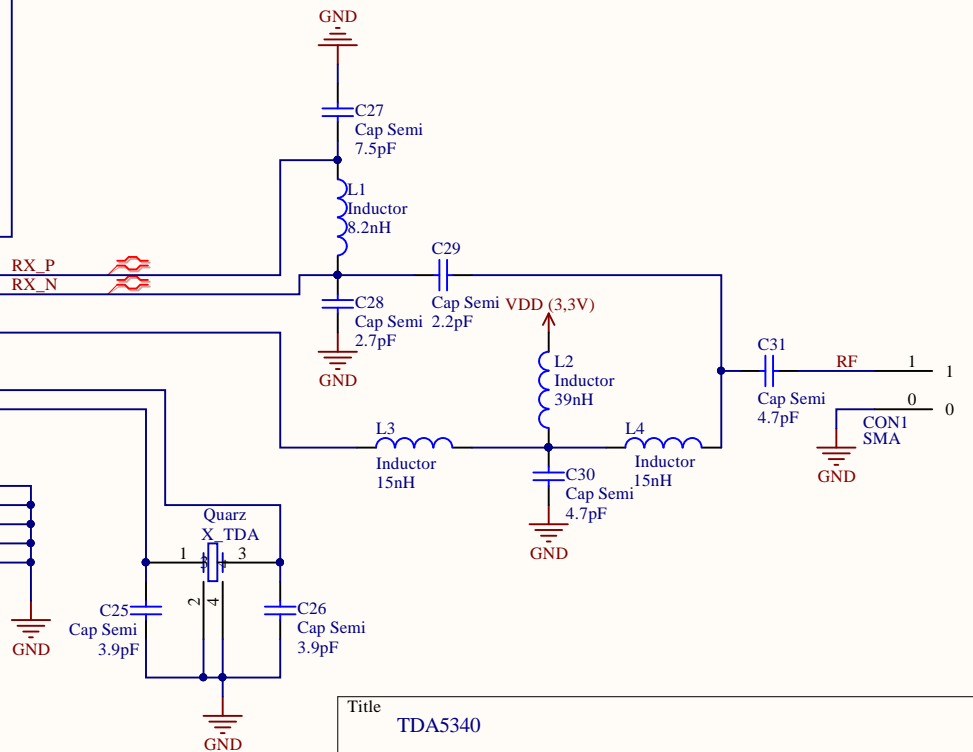 GND
C27
Cap Semi
7.5pF
L1
Inductor
8.2nH
RX_P
RX_N
C29
Cap Semi
2.2pF
C28
Cap Semi
2.7pF
GND
VDD (3,3V)
L2
Inductor
39nH
C31
Cap Semi
4.7pF
RF
1
1
0
0
CON1
SMA
GND
L3
Inductor
15nH
L4
Inductor
15nH
C30
Cap Semi
4.7pF
GND
Quarz
X_TDA
1
3
2
4
C25
Cap Semi
3.9pF
C26
Cap Semi
3.9pF
GND
GND
Title
TDA5340